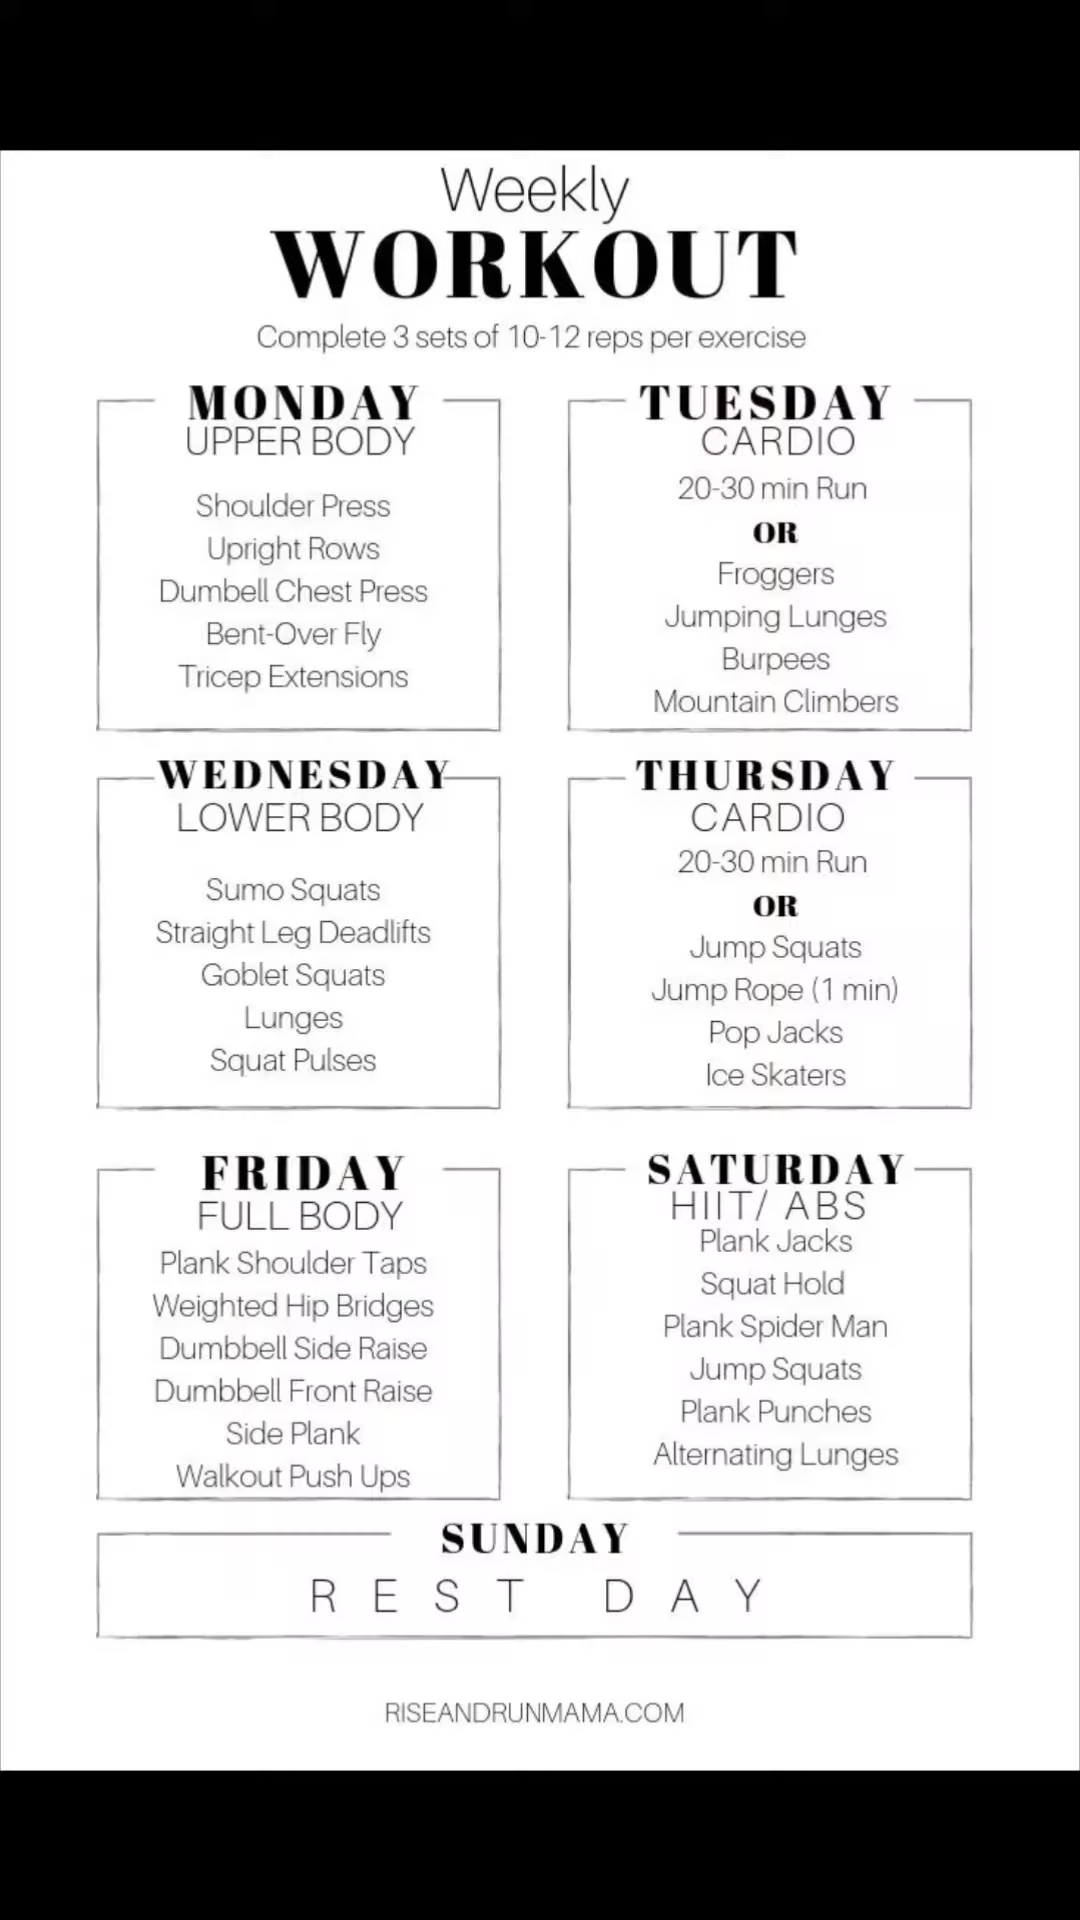 Weekly
WORKOUT
Complete 3 sets of 10-12 reps per exercise
MONDAY
UPPER BODY
Shoulder Press
Upright Rows
Dumbell Chest Press
Bent-Over Fly
Tricep Extensions
TUESDAY
CARDIO
20-30 min Run
OR
Froggers
Jumping Lunges
Burpees
Mountain Climbers
WEDNESDAY
LOWER BODY
Sumo Squats
Straight Leg Deadlifts
Goblet Squats
Lunges
Squat Pulses
THURSDAY
CARDIO
20-30 min Run
OR
Jump Squats
Jump Rope (1 min)
Pop Jacks
Ice Skaters
FRIDAY
FULL BODY
Plank Shoulder Taps
Weighted Hip Bridges
Dumbbell Side Raise
Dumbbell Front Raise
Side Plank
Walkout Push Ups
SATURDAY
HIIT/ ABS
Plank Jacks
Squat Hold
Plank Spider Man
Jump Squats
Plank Punches
Alternating Lunges
SUNDAY
REST DAY
RISEANDRUNMAMA.COM